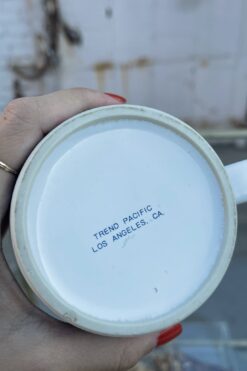 TREND PACIFIC
LOS ANGELES, CA.